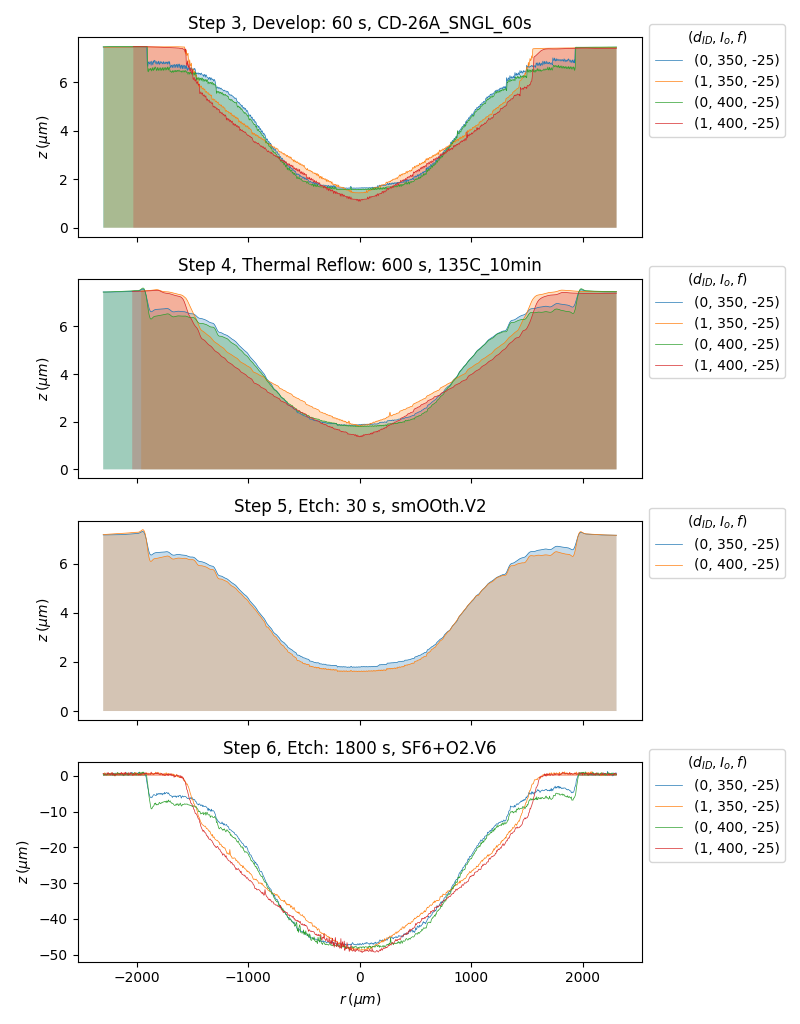 Step 3, Develop: 60 s, CD-26A_SNGL_60s
z (μm)
6
4
2
0
(d_ID, I_o, f)
(0, 350, -25)
(1, 350, -25)
(0, 400, -25)
(1, 400, -25)
Step 4, Thermal Reflow: 600 s, 135C_10min
z (μm)
6
4
2
0
(d_ID, I_o, f)
(0, 350, -25)
(1, 350, -25)
(0, 400, -25)
(1, 400, -25)
Step 5, Etch: 30 s, smOOth.V2
z (μm)
6
4
2
0
(d_ID, I_o, f)
(0, 350, -25)
(0, 400, -25)
Step 6, Etch: 1800 s, SF6+O2.V6
z (μm)
0
−10
−20
−30
−40
−50
(d_ID, I_o, f)
(0, 350, -25)
(1, 350, -25)
(0, 400, -25)
(1, 400, -25)
−2000 −1000 0 1000 2000
r (μm)